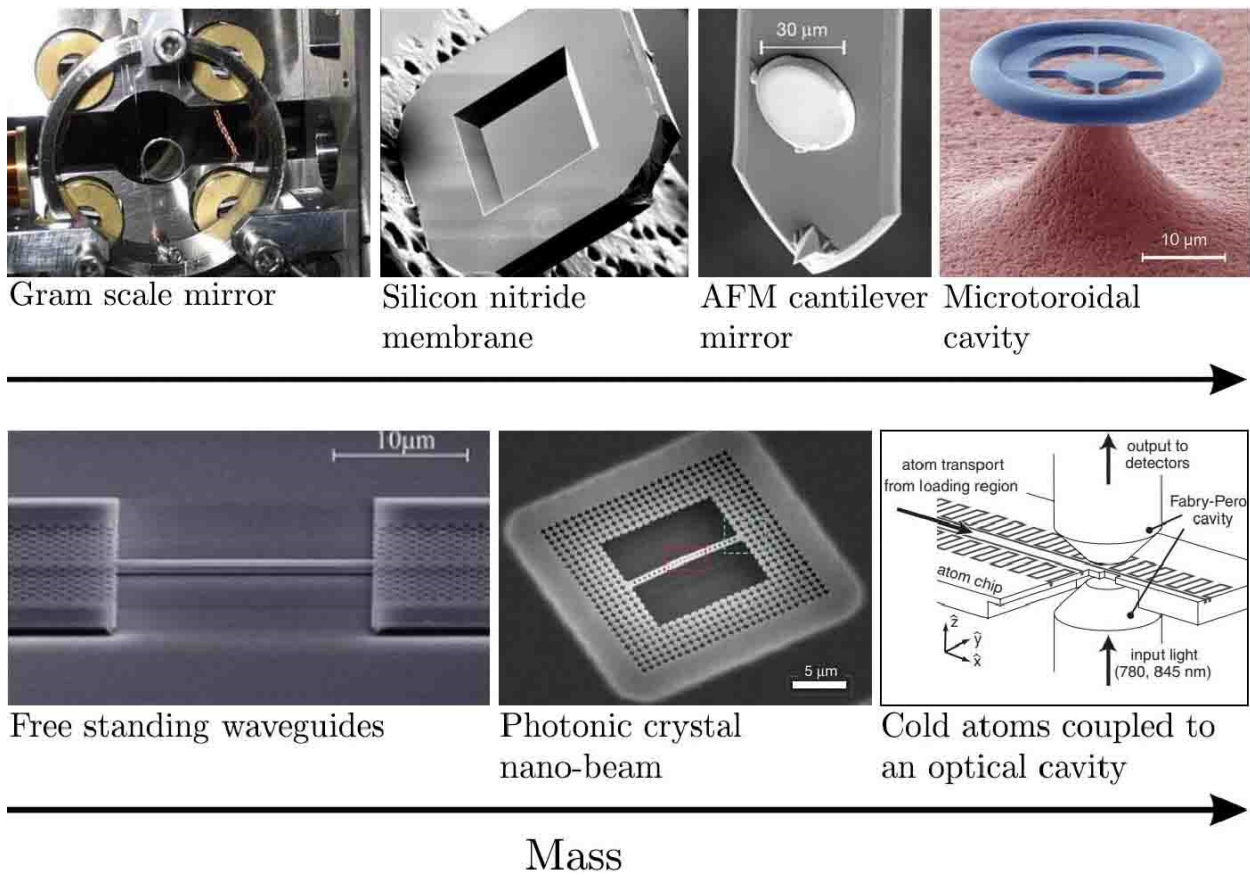 30 μm
10 μm
Gram scale mirror
Silicon nitride
membrane
AFM cantilever
mirror
Microtoroidal
cavity
10μm
5 μm
output to
detectors
atom transport
from loading region
Fabry-Pero
cavity
atom chip
ẑ
ŷ
x̂
input light
(780, 845 nm)
Free standing waveguides
Photonic crystal
nano-beam
Cold atoms coupled to
an optical cavity
Mass